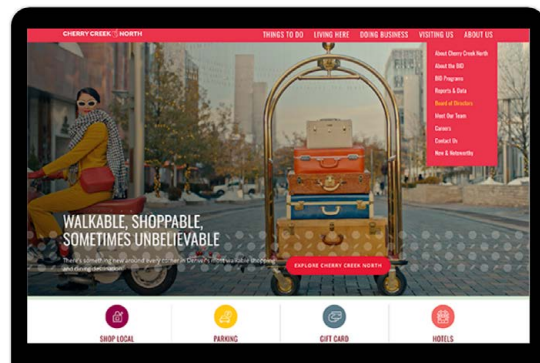 CHERRY CREEK NORTH
THINGS TO DO LIVING HERE DOING BUSINESS VISITING US ABOUT US
About Cherry Creek North
About the BID
BID Programs
Reports & Data
Board of Directors
Meet Our Team
Careers
Contact Us
New & Noteworthy
WALKABLE, SHOPPABLE,
SOMETIMES UNBELIEVABLE
There's something new around every corner in Denver's most walkable shopping
and dining destination.
EXPLORE CHERRY CREEK NORTH
SHOP LOCAL
PARKING
GIFT CARD
HOTELS